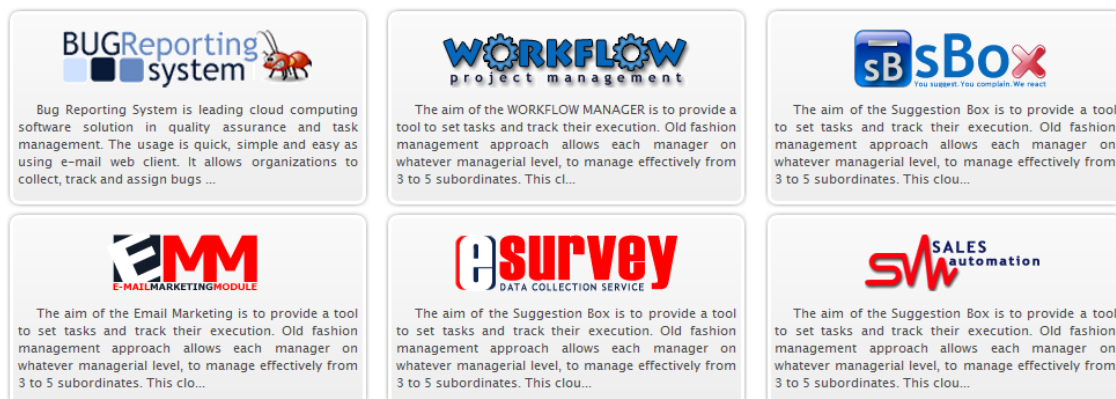 BUGReporting
system
Bug Reporting System is leading cloud computing
software solution in quality assurance and task
management. The usage is quick, simple and easy as
using e-mail web client. It allows organizations to
collect, track and assign bugs ...
WORKFLOW
project management
The aim of the WORKFLOW MANAGER is to provide a
tool to set tasks and track their execution. Old fashion
management approach allows each manager on
whatever managerial level, to manage effectively from
3 to 5 subordinates. This cl...
sB sBox
You suggest. You complain. We react
The aim of the Suggestion Box is to provide a tool
to set tasks and track their execution. Old fashion
management approach allows each manager on
whatever managerial level, to manage effectively from
3 to 5 subordinates. This clou...
EMM
E-MAILMARKETINGMODULE
The aim of the Email Marketing is to provide a tool
to set tasks and track their execution. Old fashion
management approach allows each manager on
whatever managerial level, to manage effectively from
3 to 5 subordinates. This clo...
esurvey
DATA COLLECTION SERVICE
The aim of the Suggestion Box is to provide a tool
to set tasks and track their execution. Old fashion
management approach allows each manager on
whatever managerial level, to manage effectively from
3 to 5 subordinates. This clou...
SALES
automation
The aim of the Suggestion Box is to provide a tool
to set tasks and track their execution. Old fashion
management approach allows each manager on
whatever managerial level, to manage effectively from
3 to 5 subordinates. This clou...